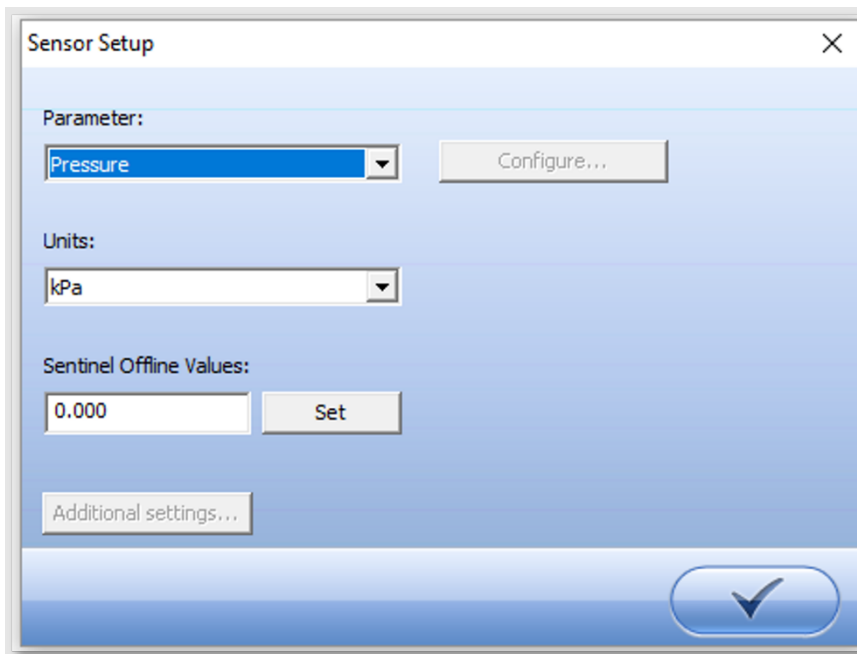 Sensor Setup
Parameter:
Pressure
Configure...
Units:
kPa
Sentinel Offline Values:
0.000
Set
Additional settings...